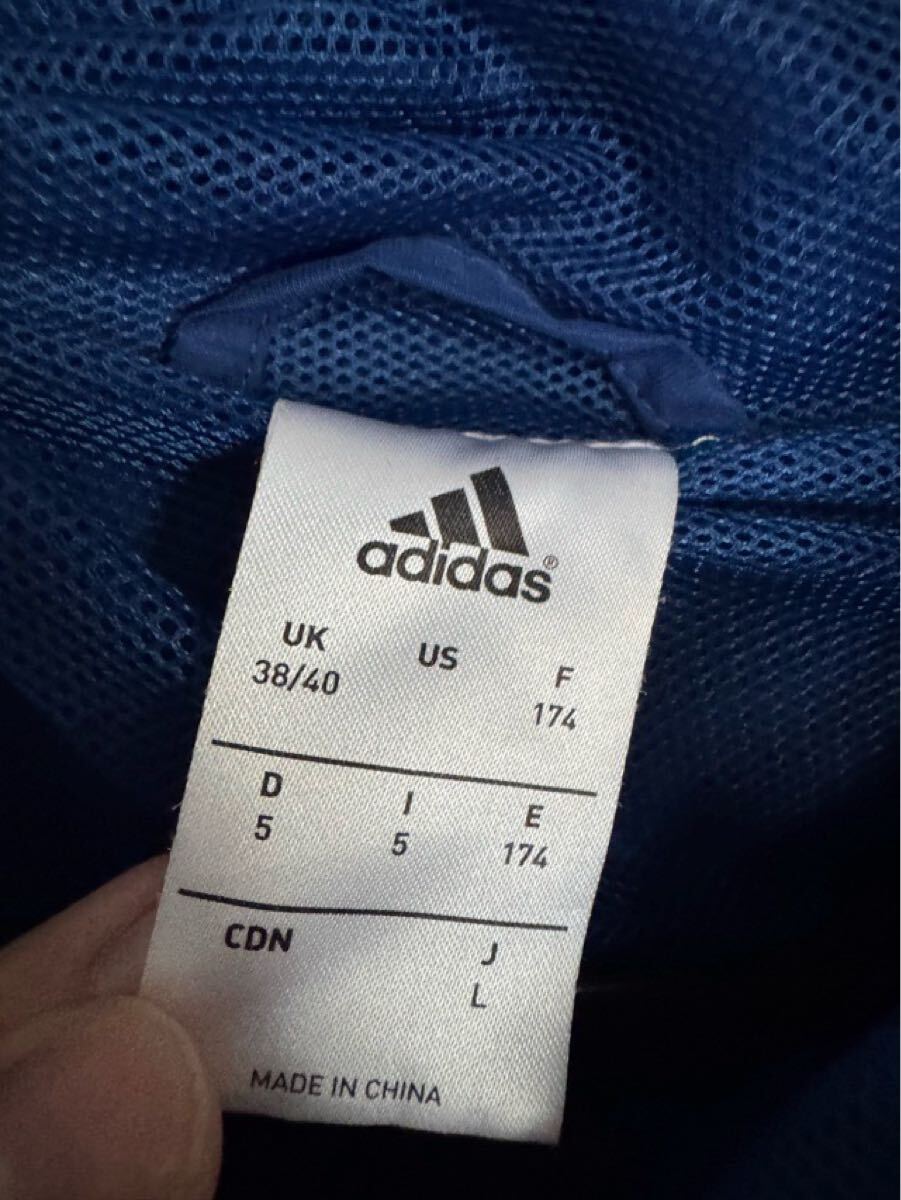 adidas®
UK US F
38/40 174
D I E
5 5 174
CDN J
L
MADE IN CHINA